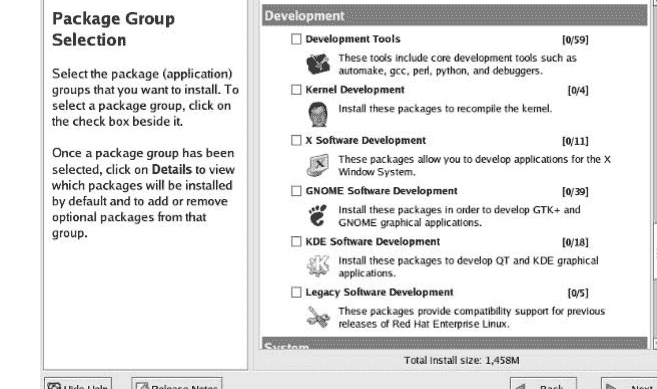 Package Group
Selection
Select the package (application)
groups that you want to install. To
select a package group, click on
the check box beside it.
Once a package group has been
selected, click on Details to view
which packages will be installed
by default and to add or remove
optional packages from that
group.
Development
Development Tools [0/59]
These tools include core development tools such as
automake, gcc, perl, python, and debuggers.
Kernel Development [0/4]
Install these packages to recompile the kernel.
X Software Development [0/11]
These packages allow you to develop applications for the X
Window System.
GNOME Software Development [0/39]
Install these packages in order to develop GTK+ and
GNOME graphical applications.
KDE Software Development [0/18]
Install these packages to develop QT and KDE graphical
applications.
Legacy Software Development [0/5]
These packages provide compatibility support for previous
releases of Red Hat Enterprise Linux.
System
Total install size: 1,458M
Hide Help Release Notes Back Next